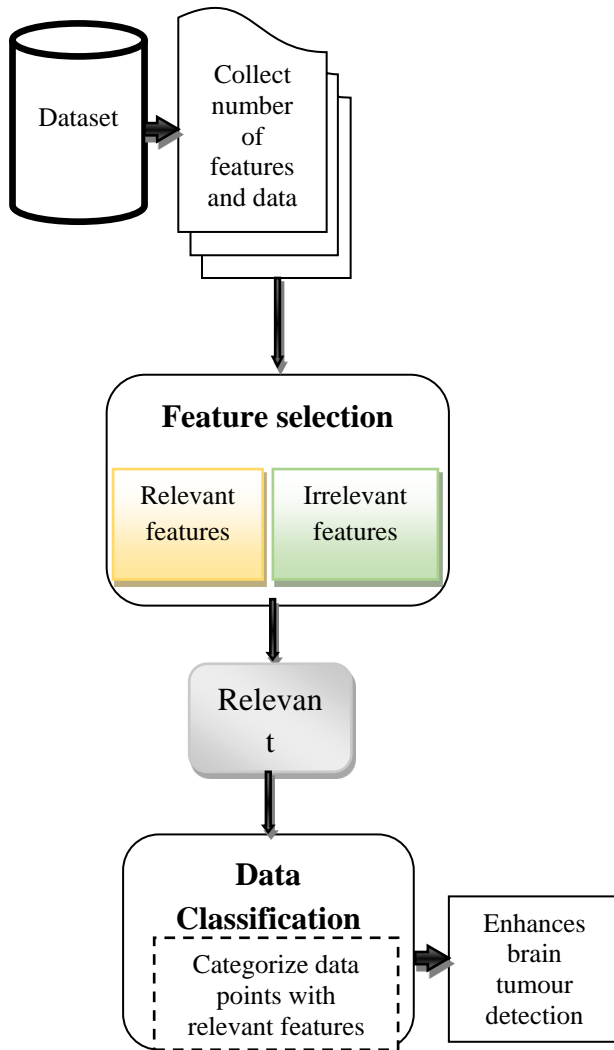 Dataset
Collect
number
of
features
and data
Feature selection
Relevant
features
Irrelevant
features
Relevan
t
Data
Classification
Categorize data
points with
relevant features
Enhances
brain
tumour
detection